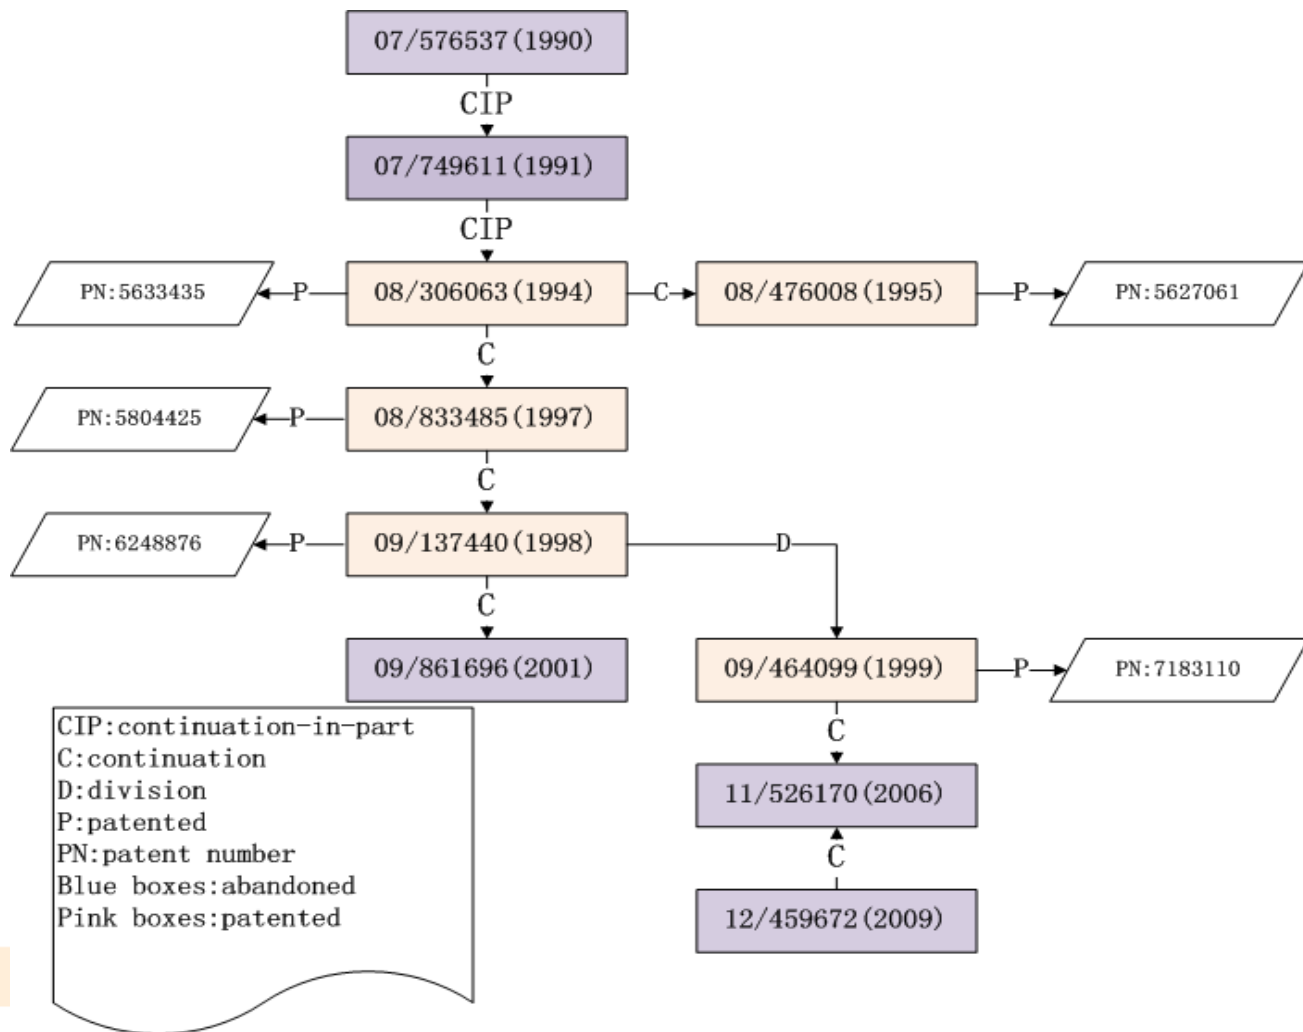 07/576537(1990)
CIP
07/749611(1991)
CIP
PN:5633435
P
08/306063(1994)
C
08/476008(1995)
P
PN:5627061
C
PN:5804425
P
08/833485(1997)
C
PN:6248876
P
09/137440(1998)
D
C
09/861696(2001)
09/464099(1999)
P
PN:7183110
C
11/526170(2006)
C
12/459672(2009)
CIP:continuation-in-part
C:continuation
D:division
P:patented
PN:patent number
Blue boxes:abandoned
Pink boxes:patented